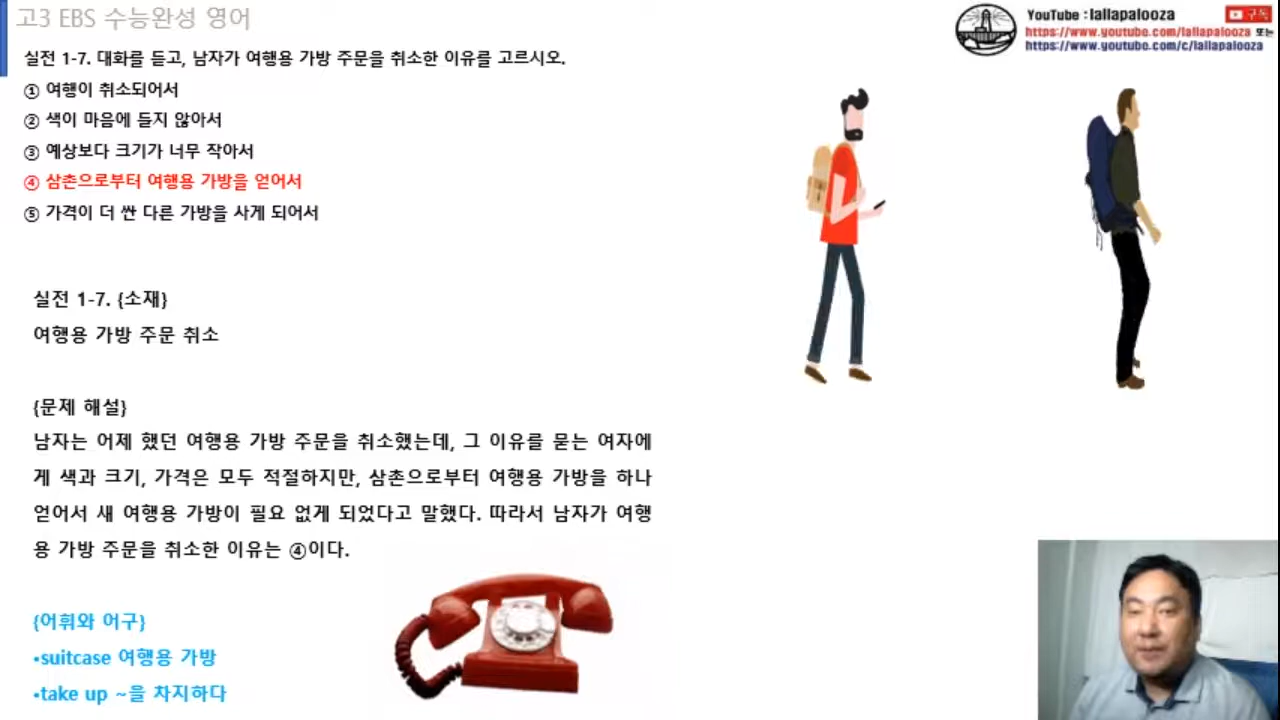 고3 EBS 수능완성 영어
YouTube : lallapalooza
구독
https://www.youtube.com/lallapalooza 또는
https://www.youtube.com/c/lallapalooza
실전 1-7. 대화를 듣고, 남자가 여행용 가방 주문을 취소한 이유를 고르시오.
① 여행이 취소되어서
② 색이 마음에 들지 않아서
③ 예상보다 크기가 너무 작아서
④ 삼촌으로부터 여행용 가방을 얻어서
⑤ 가격이 더 싼 다른 가방을 사게 되어서
실전 1-7. {소재}
여행용 가방 주문 취소
{문제 해설}
남자는 어제 했던 여행용 가방 주문을 취소했는데, 그 이유를 묻는 여자에
게 색과 크기, 가격은 모두 적절하지만, 삼촌으로부터 여행용 가방을 하나
얻어서 새 여행용 가방이 필요 없게 되었다고 말했다. 따라서 남자가 여행
용 가방 주문을 취소한 이유는 ④이다.
{어휘와 어구}
•suitcase 여행용 가방
•take up ~을 차지하다